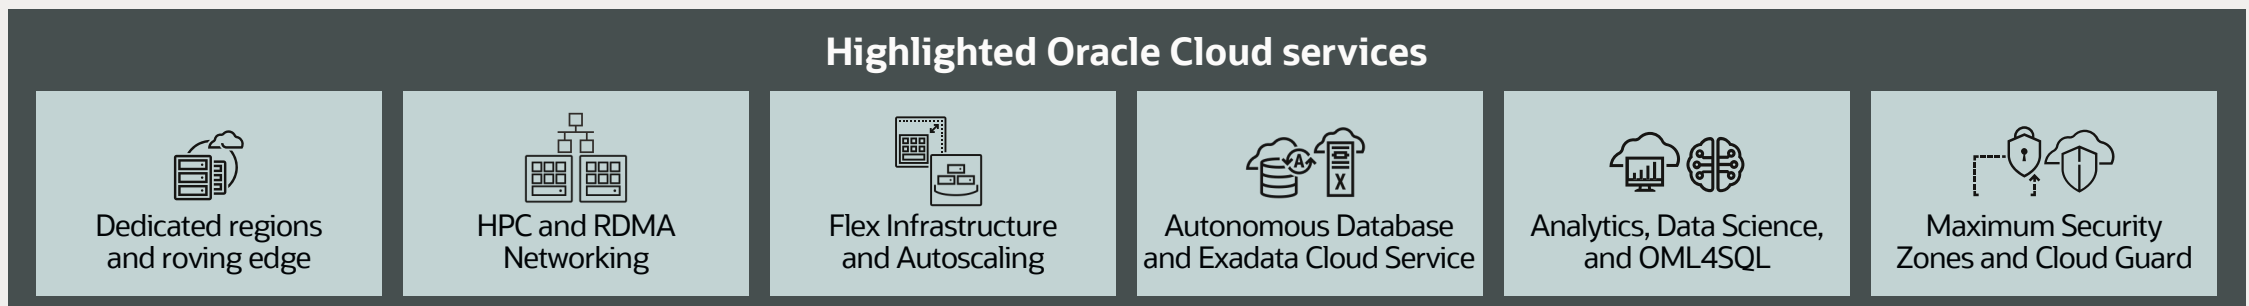 Highlighted Oracle Cloud services
Dedicated regions
and roving edge
HPC and RDMA
Networking
Flex Infrastructure
and Autoscaling
A
X
Autonomous Database
and Exadata Cloud Service
Analytics, Data Science,
and OML4SQL
Maximum Security
Zones and Cloud Guard